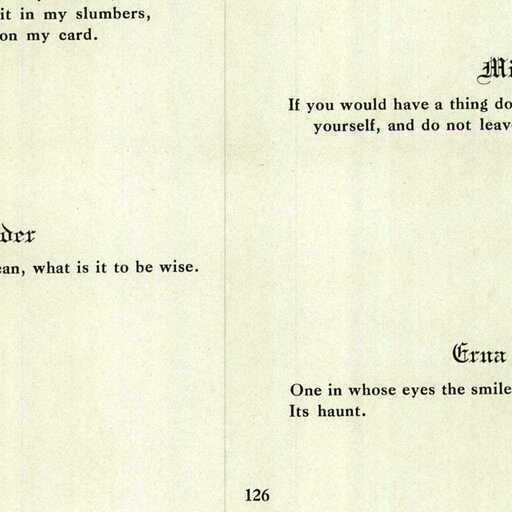 it in my slumbers,
on my card.
der
ean, what is it to be wise.
Mi
If you would have a thing do
yourself, and do not leav
Erna
One in whose eyes the smile
Its haunt.
126